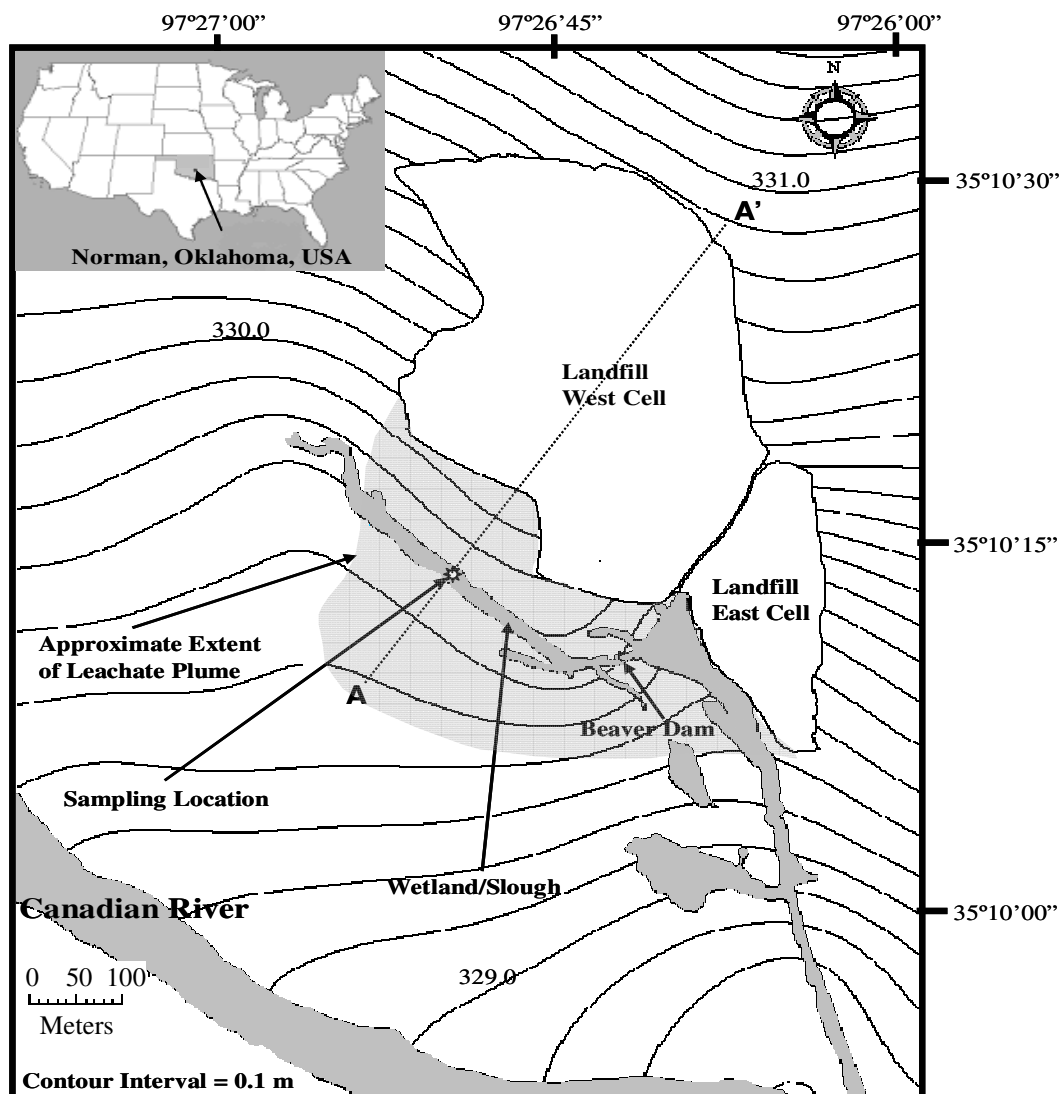 97°27'00” 97°26'45” 97°26'00”
N
331.0
35°10'30”
A’
Norman, Oklahoma, USA
330.0
Landfill
West Cell
35°10'15”
Landfill
East Cell
Approximate Extent
of Leachate Plume
A
Beaver Dam
Sampling Location
Wetland/Slough
Canadian River
35°10'00”
329.0
0 50 100
Meters
Contour Interval = 0.1 m